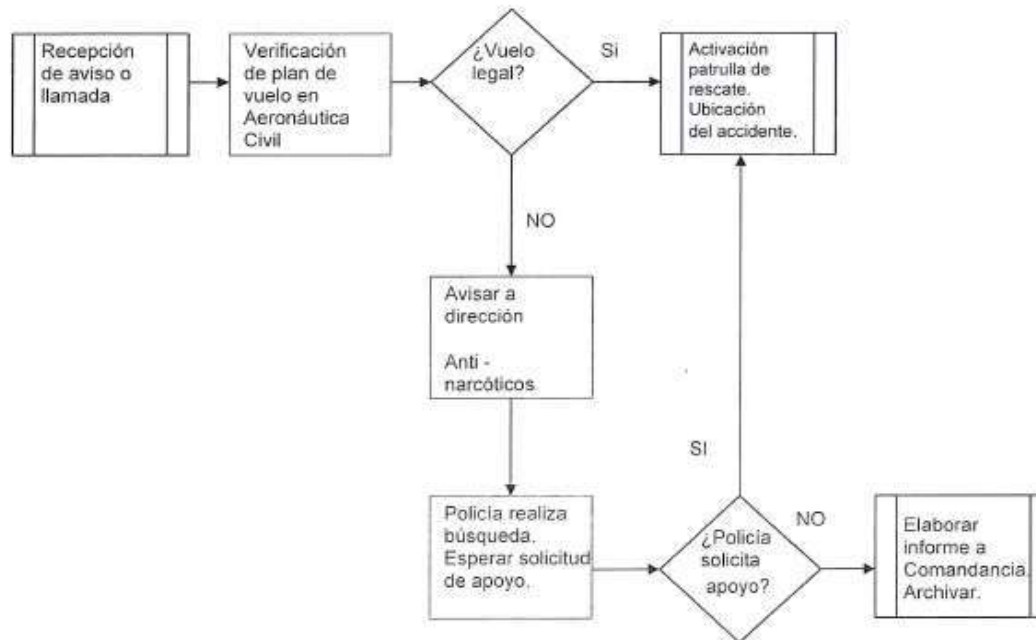 Recepción
de aviso o
llamada
Verificación
de plan de
vuelo en
Aeronáutica
Civil
¿Vuelo
legal?
Si
Activación
patrulla de
rescate.
Ubicación
del accidente.
NO
Avisar a
dirección
Anti -
narcóticos
Policía realiza
búsqueda.
Esperar solicitud
de apoyo.
SI
¿Policía
solicita
apoyo?
NO
Elaborar
informe a
Comandancia.
Archivar.